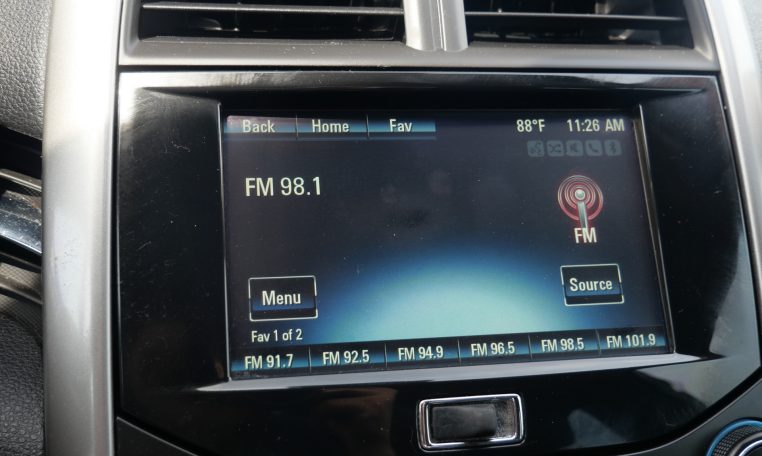 Back Home Fav 88°F 11:26 AM
FM 98.1
FM
Menu Source
Fav 1 of 2
FM 91.7 FM 92.5 FM 94.9 FM 96.5 FM 98.5 FM 101.9